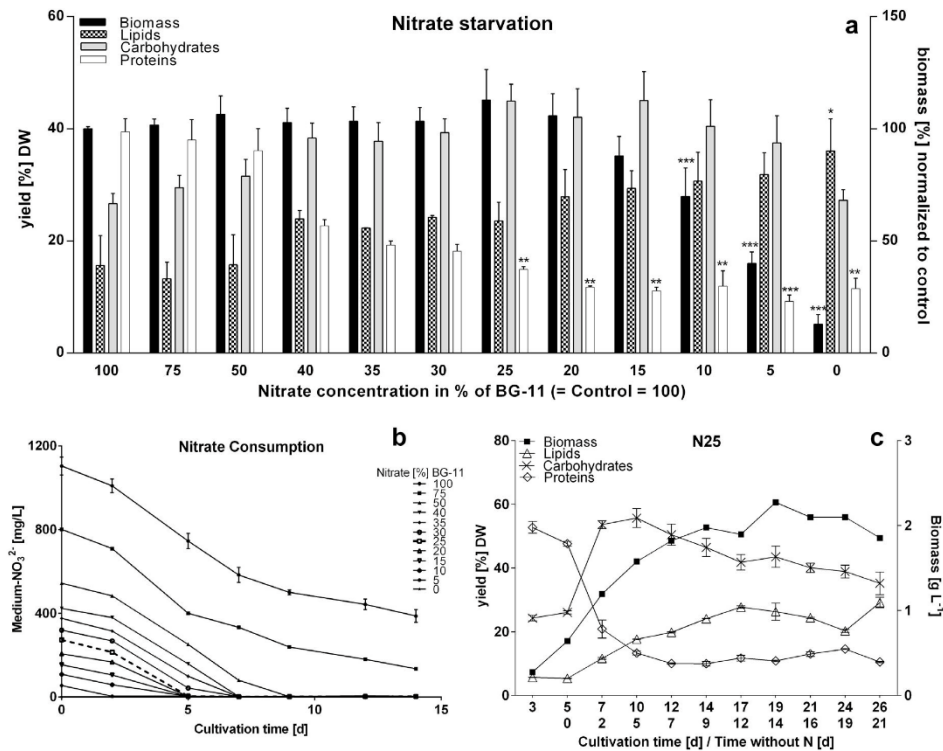 Nitrate starvation
a
Biomass
Lipids
Carbohydrates
Proteins
yield [%] DW
60
40
20
0
biomass [%] normalized to control
150
100
50
0
**
**
**
***
**
***
***
*
**
100 75 50 40 35 30 25 20 15 10 5 0
Nitrate concentration in % of BG-11 (= Control = 100)
b
Nitrate Consumption
Medium-NO₃²⁻ [mg/L]
1200
800
400
0
Nitrate [%] BG-11
100
75
50
40
35
30
25
20
15
10
5
0
0 5 10 15
Cultivation time [d]
c
N25
Biomass
Lipids
Carbohydrates
Proteins
yield [%] DW
80
60
40
20
0
Biomass [g L⁻¹]
3
2
1
0
3 5 7 10 12 14 17 19 21 24 26
0 2 5 7 9 12 14 16 19 21
Cultivation time [d] / Time without N [d]